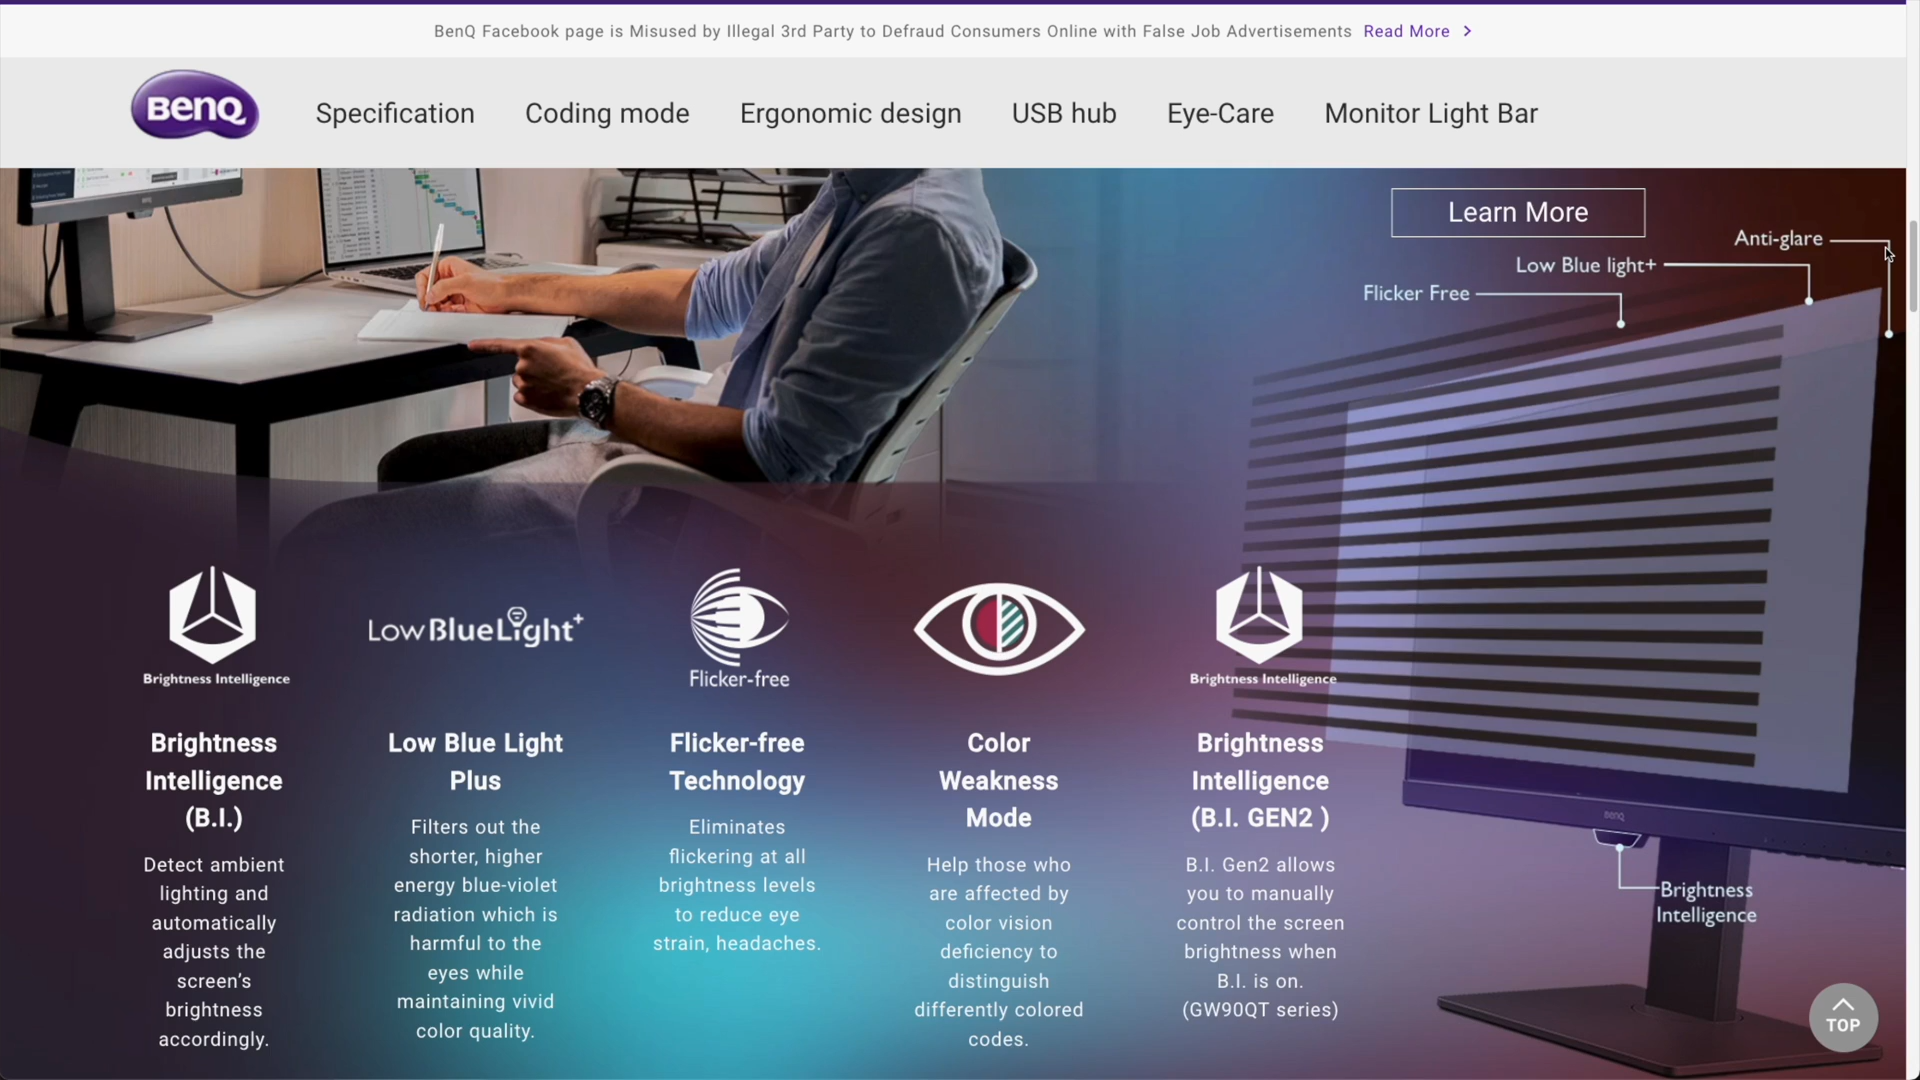 BenQ Facebook page is Misused by Illegal 3rd Party to Defraud Consumers Online with False Job Advertisements Read More
BenQ
Specification
Coding mode
Ergonomic design
USB hub
Eye-Care
Monitor Light Bar
Learn More
Anti-glare
Low Blue light+
Flicker Free
Brightness Intelligence
LowBlueLight+
Flicker-free
Brightness Intelligence
Brightness
Intelligence
(B.I.)
Detect ambient
lighting and
automatically
adjusts the
screen's
brightness
accordingly.
Low Blue Light
Plus
Filters out the
shorter, higher
energy blue-violet
radiation which is
harmful to the
eyes while
maintaining vivid
color quality.
Flicker-free
Technology
Eliminates
flickering at all
brightness levels
to reduce eye
strain, headaches.
Color
Weakness
Mode
Help those who
are affected by
color vision
deficiency to
distinguish
differently colored
codes.
Brightness
Intelligence
(B.I. GEN2 )
B.I. Gen2 allows
you to manually
control the screen
brightness when
B.I. is on.
(GW90QT series)
BenQ
Brightness
Intelligence
TOP